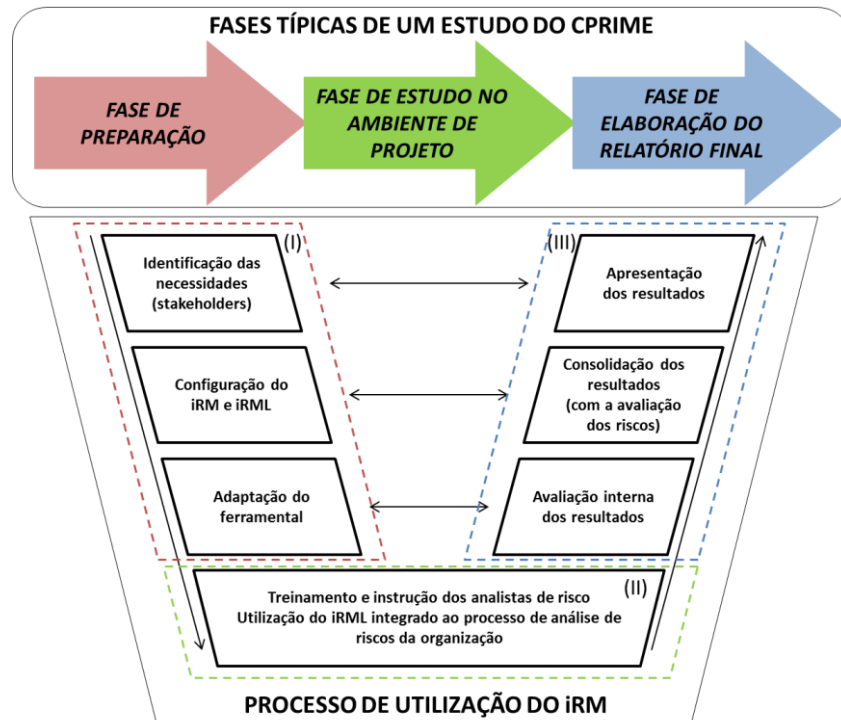 FASES TÍPICAS DE UM ESTUDO DO CPRIME
FASE DE
PREPARAÇÃO
FASE DE ESTUDO NO
AMBIENTE DE
PROJETO
FASE DE
ELABORAÇÃO DO
RELATÓRIO FINAL
(I)
Identificação das
necessidades
(stakeholders)
Configuração do
iRM e iRML
Adaptação do
ferramental
(III)
Apresentação
dos resultados
Consolidação dos
resultados
(com a avaliação
dos riscos)
Avaliação interna
dos resultados
(II)
Treinamento e instrução dos analistas de risco
Utilização do iRML integrado ao processo de análise de
riscos da organização
PROCESSO DE UTILIZAÇÃO DO iRM